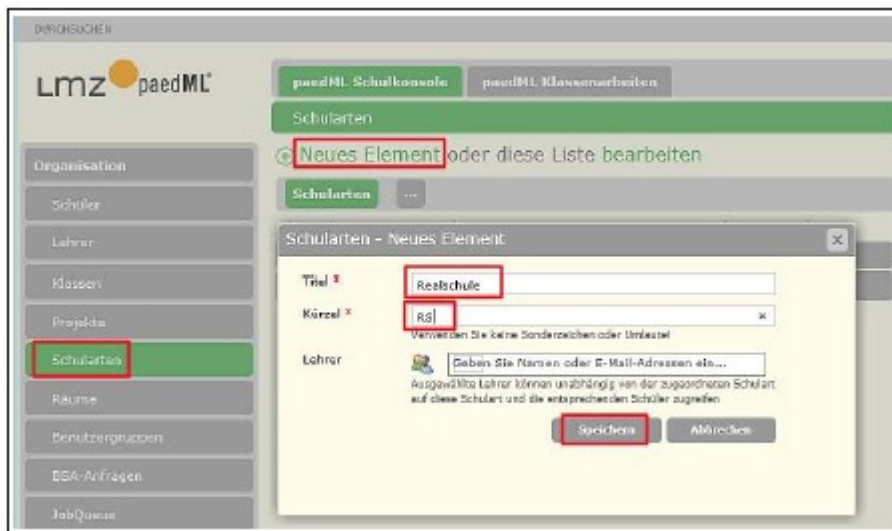 DURCHSUCHEN
LMZ paedML®
paedML Schulkonsole
paedML Klassenarbeiten
Schularten
Neues Element oder diese Liste bearbeiten
Schularten
...
Organisation
Schüler
Lehrer
Klassen
Projekte
Schularten
Räume
Benutzergruppen
BSA-Anfragen
JobQueue
Schularten - Neues Element
Titel *
Realschule
Kürzel *
RS
Verwenden Sie keine Sonderzeichen oder Umlaute!
Lehrer
Geben Sie Namen oder E-Mail-Adressen ein...
Ausgewählte Lehrer können unabhängig von der zugeordneten Schulart
auf diese Schulart und die entsprechenden Schüler zugreifen
Speichern
Abbrechen